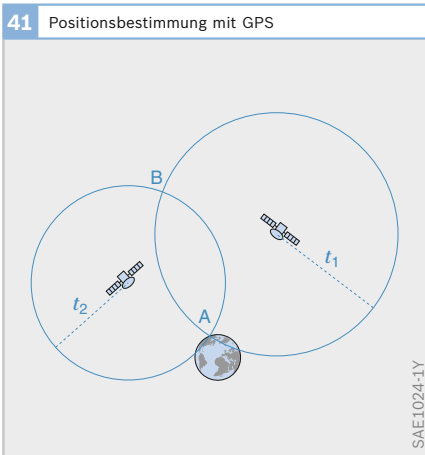 41 Positionsbestimmung mit GPS
B
t₁
t₂
A
SAE1024-1Y